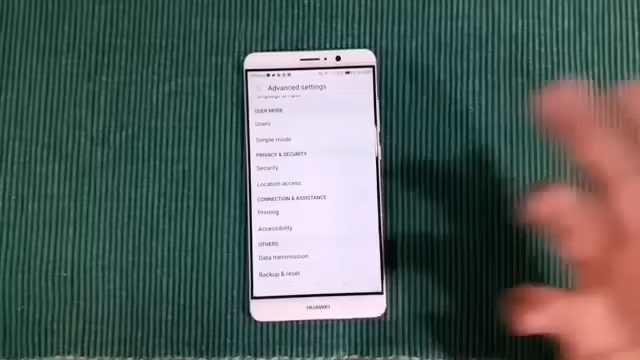 Advanced settings
USER MODE
Users
Simple mode
PRIVACY & SECURITY
Security
Location access
CONNECTION & ASSISTANCE
Printing
Accessibility
OTHERS
Data transmission
Backup & reset
HUAWEI